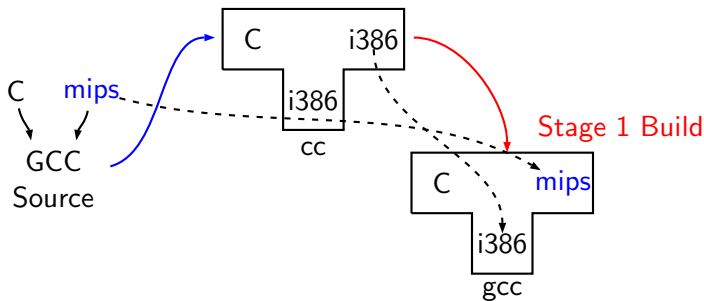 C i386
i386
cc
C mips
GCC
Source
Stage 1 Build
C mips
i386
gcc